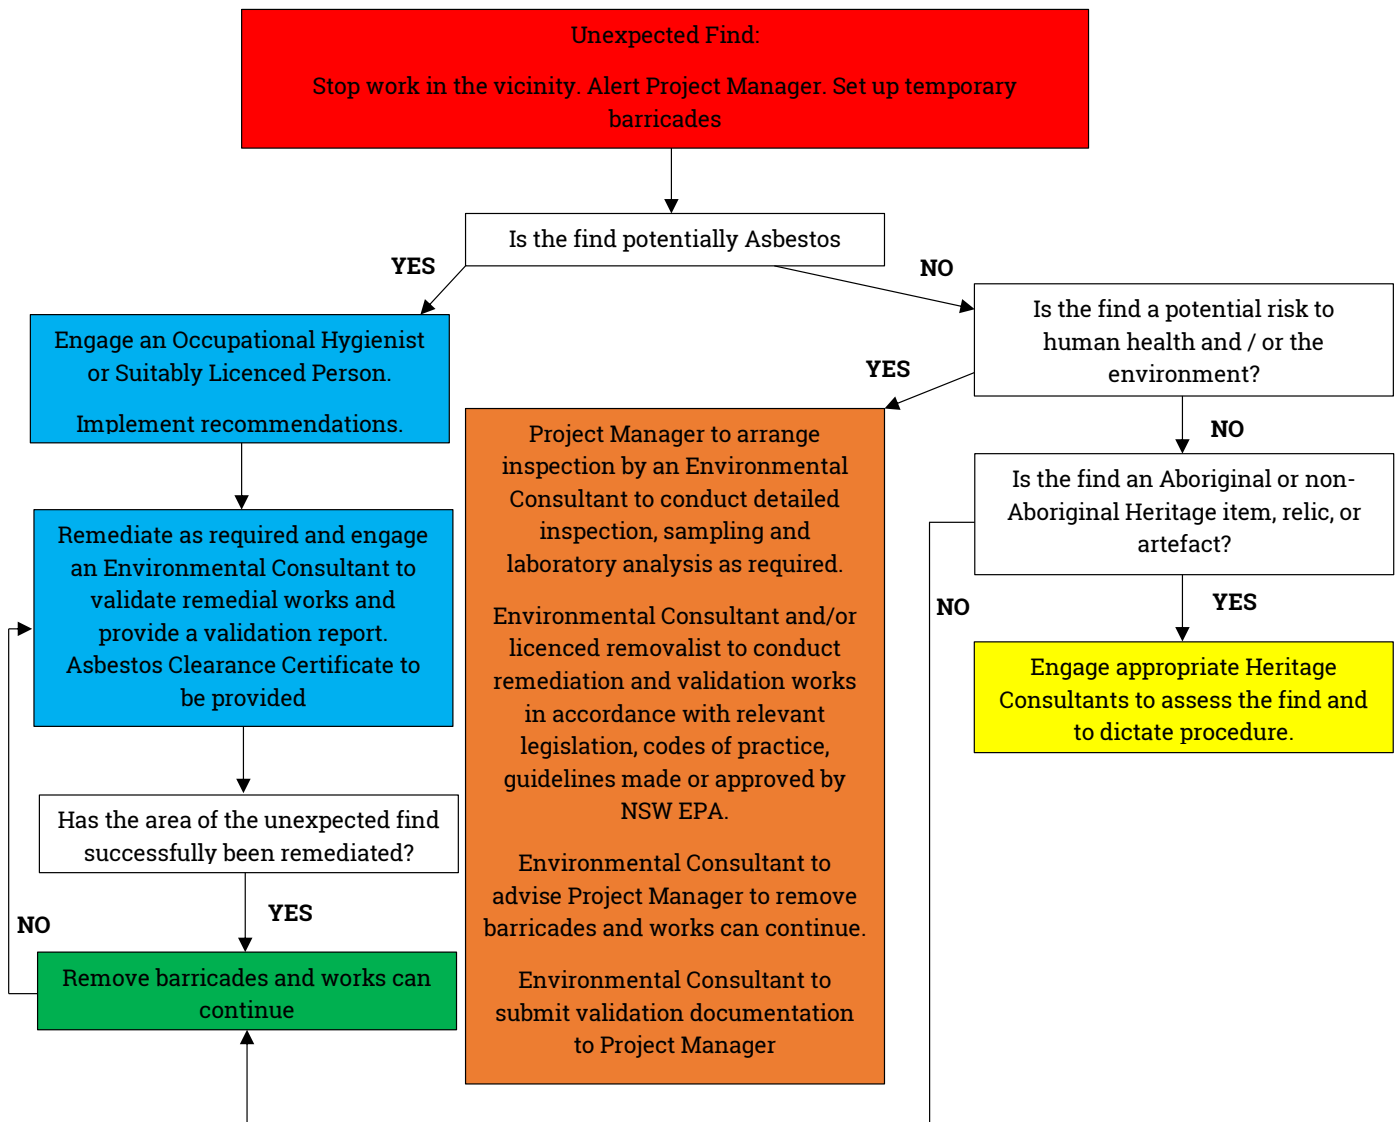 Unexpected Find:
Stop work in the vicinity. Alert Project Manager. Set up temporary
barricades
Is the find potentially Asbestos
YES
NO
Engage an Occupational Hygienist
or Suitably Licenced Person.
Implement recommendations.
Is the find a potential risk to
human health and / or the
environment?
YES
NO
Project Manager to arrange
inspection by an Environmental
Consultant to conduct detailed
inspection, sampling and
laboratory analysis as required.
Environmental Consultant and/or
licenced removalist to conduct
remediation and validation works
in accordance with relevant
legislation, codes of practice,
guidelines made or approved by
NSW EPA.
Environmental Consultant to
advise Project Manager to remove
barricades and works can continue.
Environmental Consultant to
submit validation documentation
to Project Manager
Is the find an Aboriginal or non-
Aboriginal Heritage item, relic, or
artefact?
NO
YES
Engage appropriate Heritage
Consultants to assess the find and
to dictate procedure.
Remediate as required and engage
an Environmental Consultant to
validate remedial works and
provide a validation report.
Asbestos Clearance Certificate to
be provided
Has the area of the unexpected find
successfully been remediated?
NO
YES
Remove barricades and works can
continue